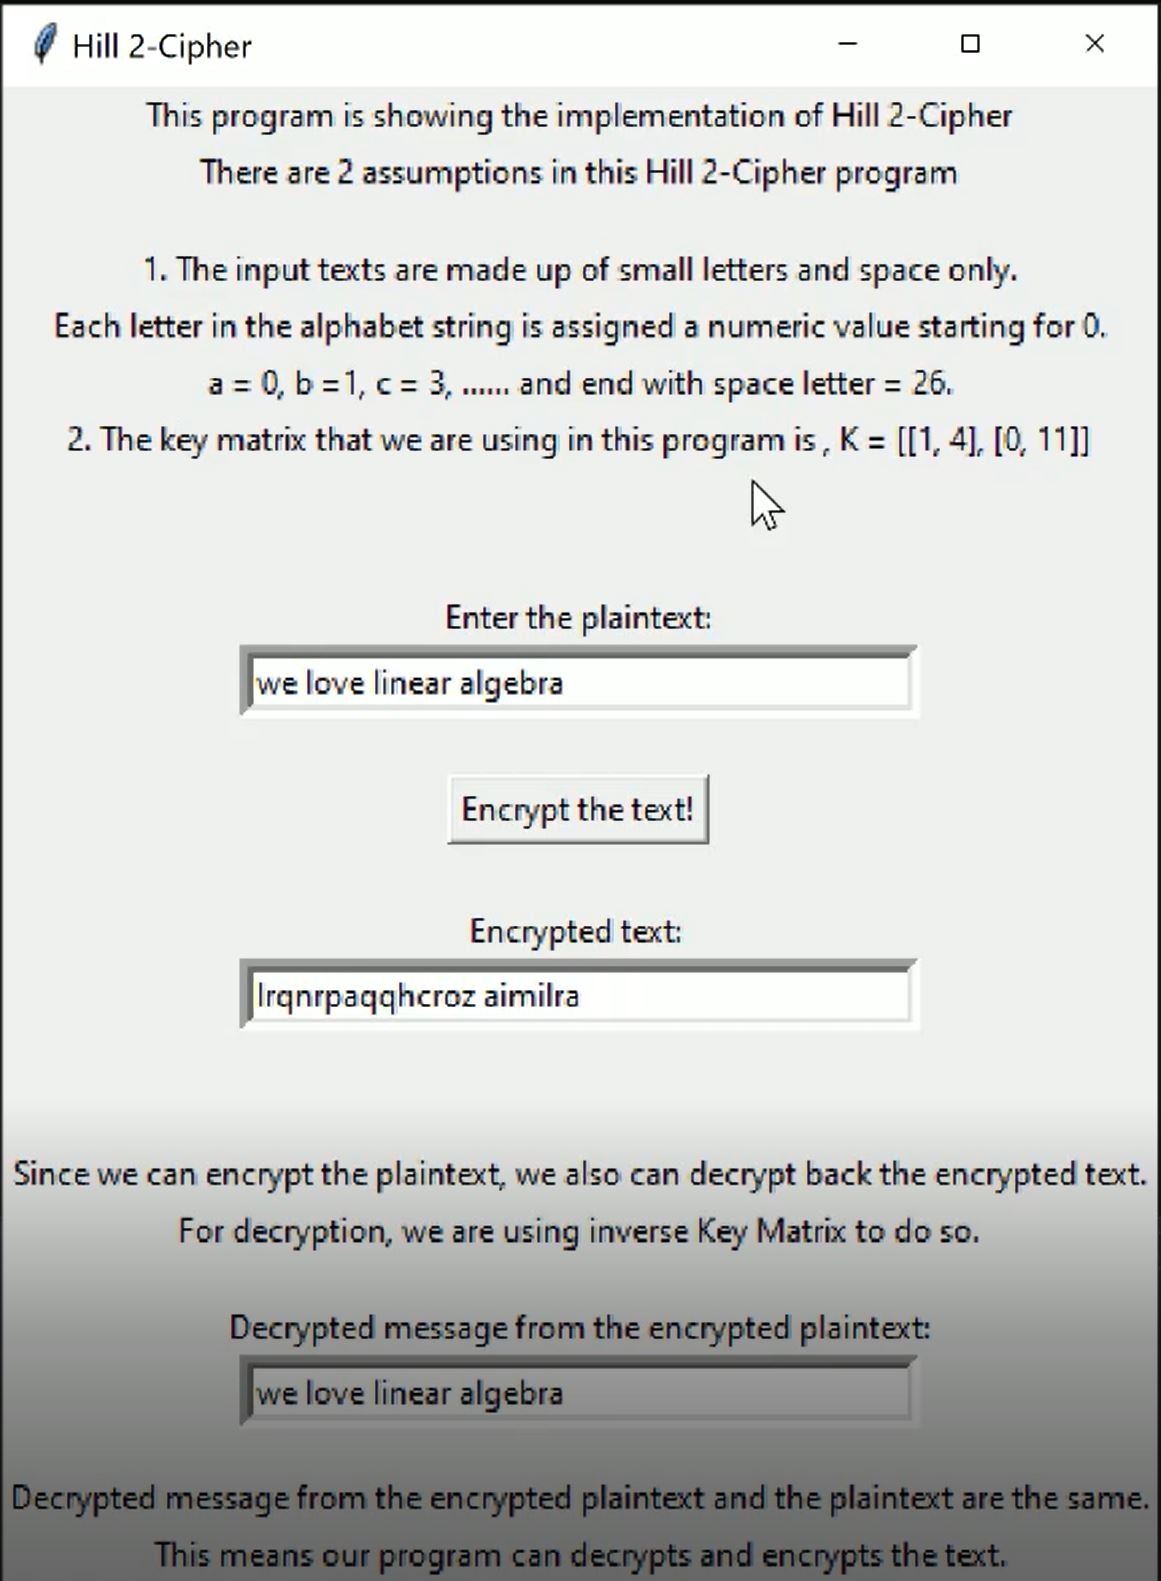 Hill 2-Cipher
This program is showing the implementation of Hill 2-Cipher
There are 2 assumptions in this Hill 2-Cipher program
1. The input texts are made up of small letters and space only.
Each letter in the alphabet string is assigned a numeric value starting for 0.
a = 0, b =1, c = 3, ...... and end with space letter = 26.
2. The key matrix that we are using in this program is , K = [[1, 4], [0, 11]]
Enter the plaintext:
we love linear algebra
Encrypt the text!
Encrypted text:
lrqnrpaqqhcroz aimilra
Since we can encrypt the plaintext, we also can decrypt back the encrypted text.
For decryption, we are using inverse Key Matrix to do so.
Decrypted message from the encrypted plaintext:
we love linear algebra
Decrypted message from the encrypted plaintext and the plaintext are the same.
This means our program can decrypts and encrypts the text.